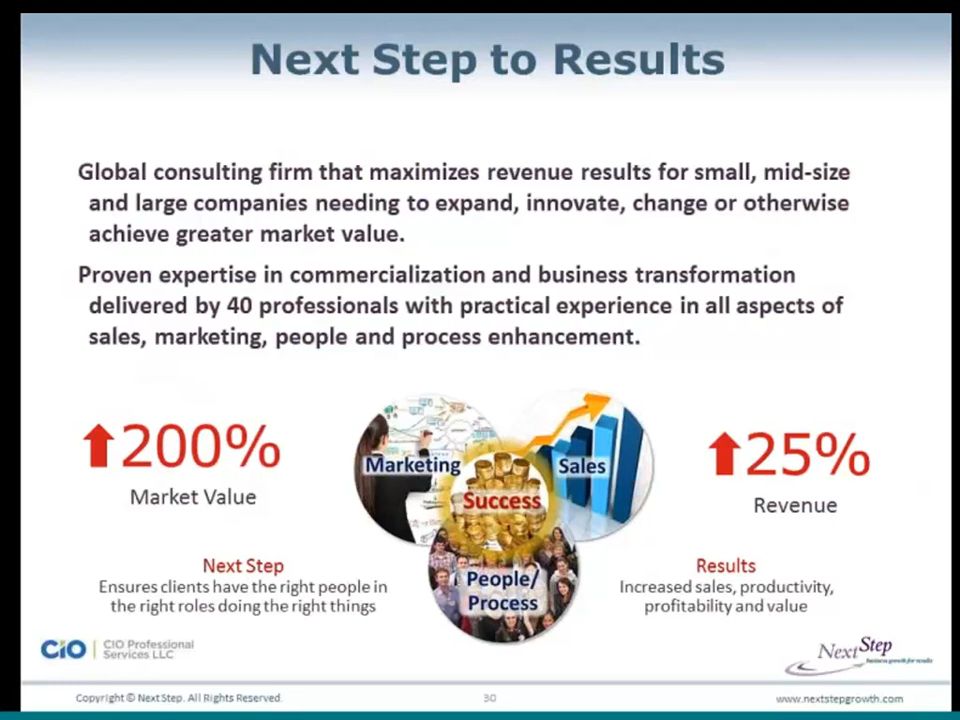 Next Step to Results
Global consulting firm that maximizes revenue results for small, mid-size
and large companies needing to expand, innovate, change or otherwise
achieve greater market value.
Proven expertise in commercialization and business transformation
delivered by 40 professionals with practical experience in all aspects of
sales, marketing, people and process enhancement.
200%
Market Value
Marketing
Sales
Success
People/
Process
25%
Revenue
Next Step
Ensures clients have the right people in
the right roles doing the right things
Results
Increased sales, productivity,
profitability and value
CIO
CIO Professional
Services LLC
NextStep
business growth for results
Copyright © Next Step. All Rights Reserved.
30
www.nextstepgrowth.com